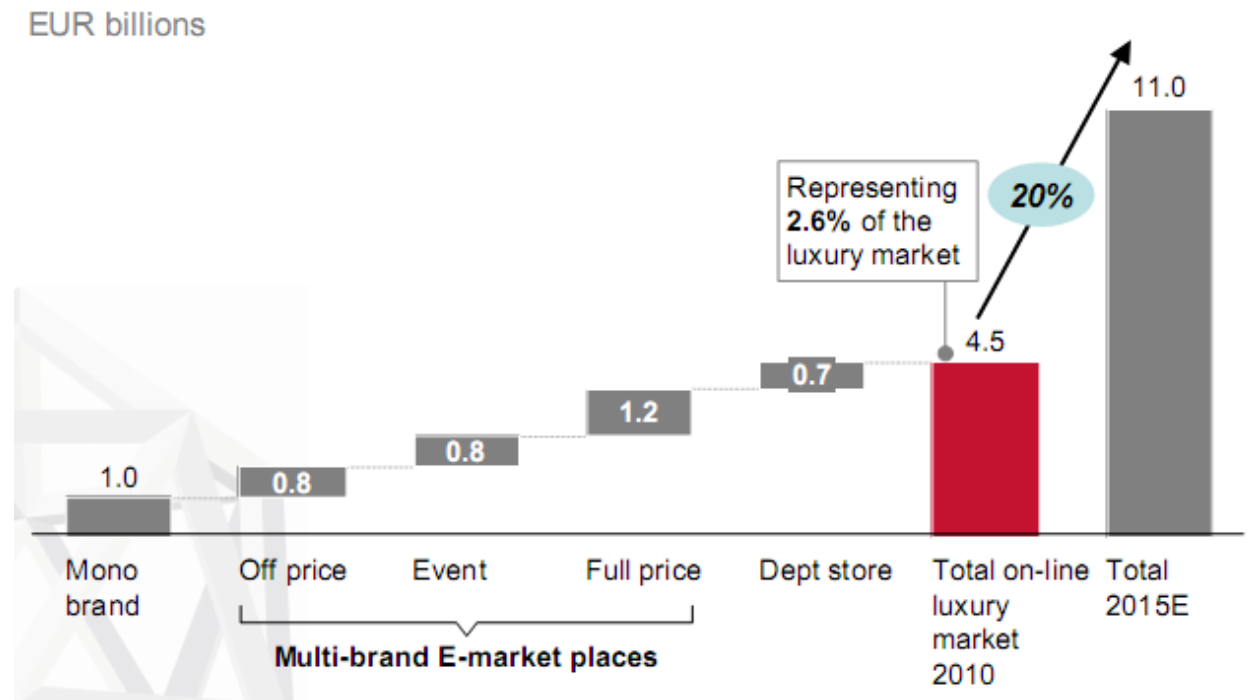 EUR billions
11.0
Representing
2.6% of the
luxury market
20%
4.5
0.7
1.2
0.8
0.8
1.0
Mono
brand
Off price
Event
Full price
Dept store
Total on-line
luxury
market
2010
Total
2015E
Multi-brand E-market places